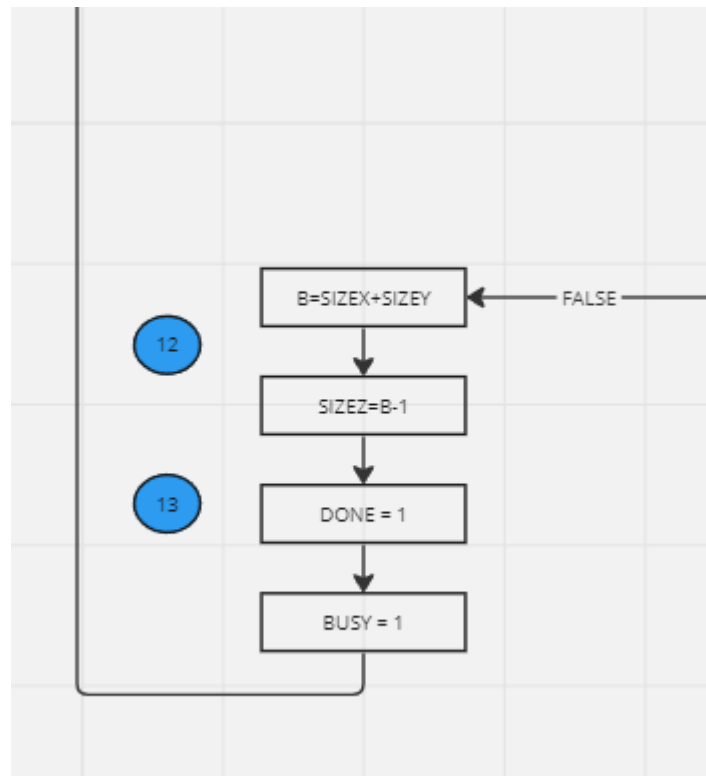 B=SIZEX+SIZEY
FALSE
12
SIZEZ=B-1
13
DONE = 1
BUSY = 1